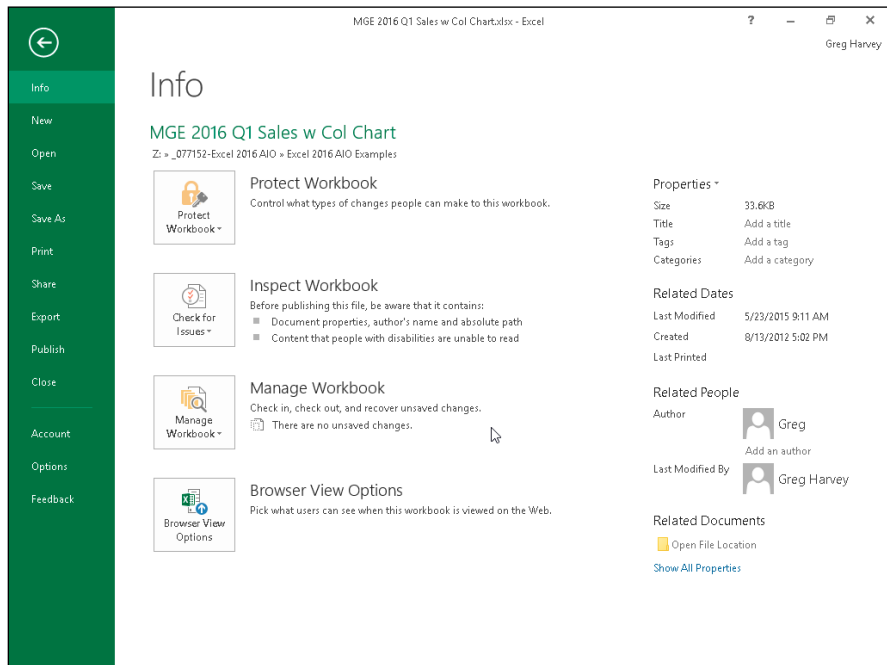 MGE 2016 Q1 Sales w Col Chart.xlsx - Excel
?
Greg Harvey
Info
New
Open
Save
Save As
Print
Share
Export
Publish
Close
Account
Options
Feedback
Info
MGE 2016 Q1 Sales w Col Chart
Z: » _077152-Excel 2016 AIO » Excel 2016 AIO Examples
Protect
Workbook
Protect Workbook
Control what types of changes people can make to this workbook.
Check for
Issues
Inspect Workbook
Before publishing this file, be aware that it contains:
Document properties, author's name and absolute path
Content that people with disabilities are unable to read
Manage
Workbook
Manage Workbook
Check in, check out, and recover unsaved changes.
There are no unsaved changes.
Browser View
Options
Browser View Options
Pick what users can see when this workbook is viewed on the Web.
Properties
Size 33.6KB
Title Add a title
Tags Add a tag
Categories Add a category
Related Dates
Last Modified 5/23/2015 9:11 AM
Created 8/13/2012 5:02 PM
Last Printed
Related People
Author Greg
Add an author
Last Modified By Greg Harvey
Related Documents
Open File Location
Show All Properties